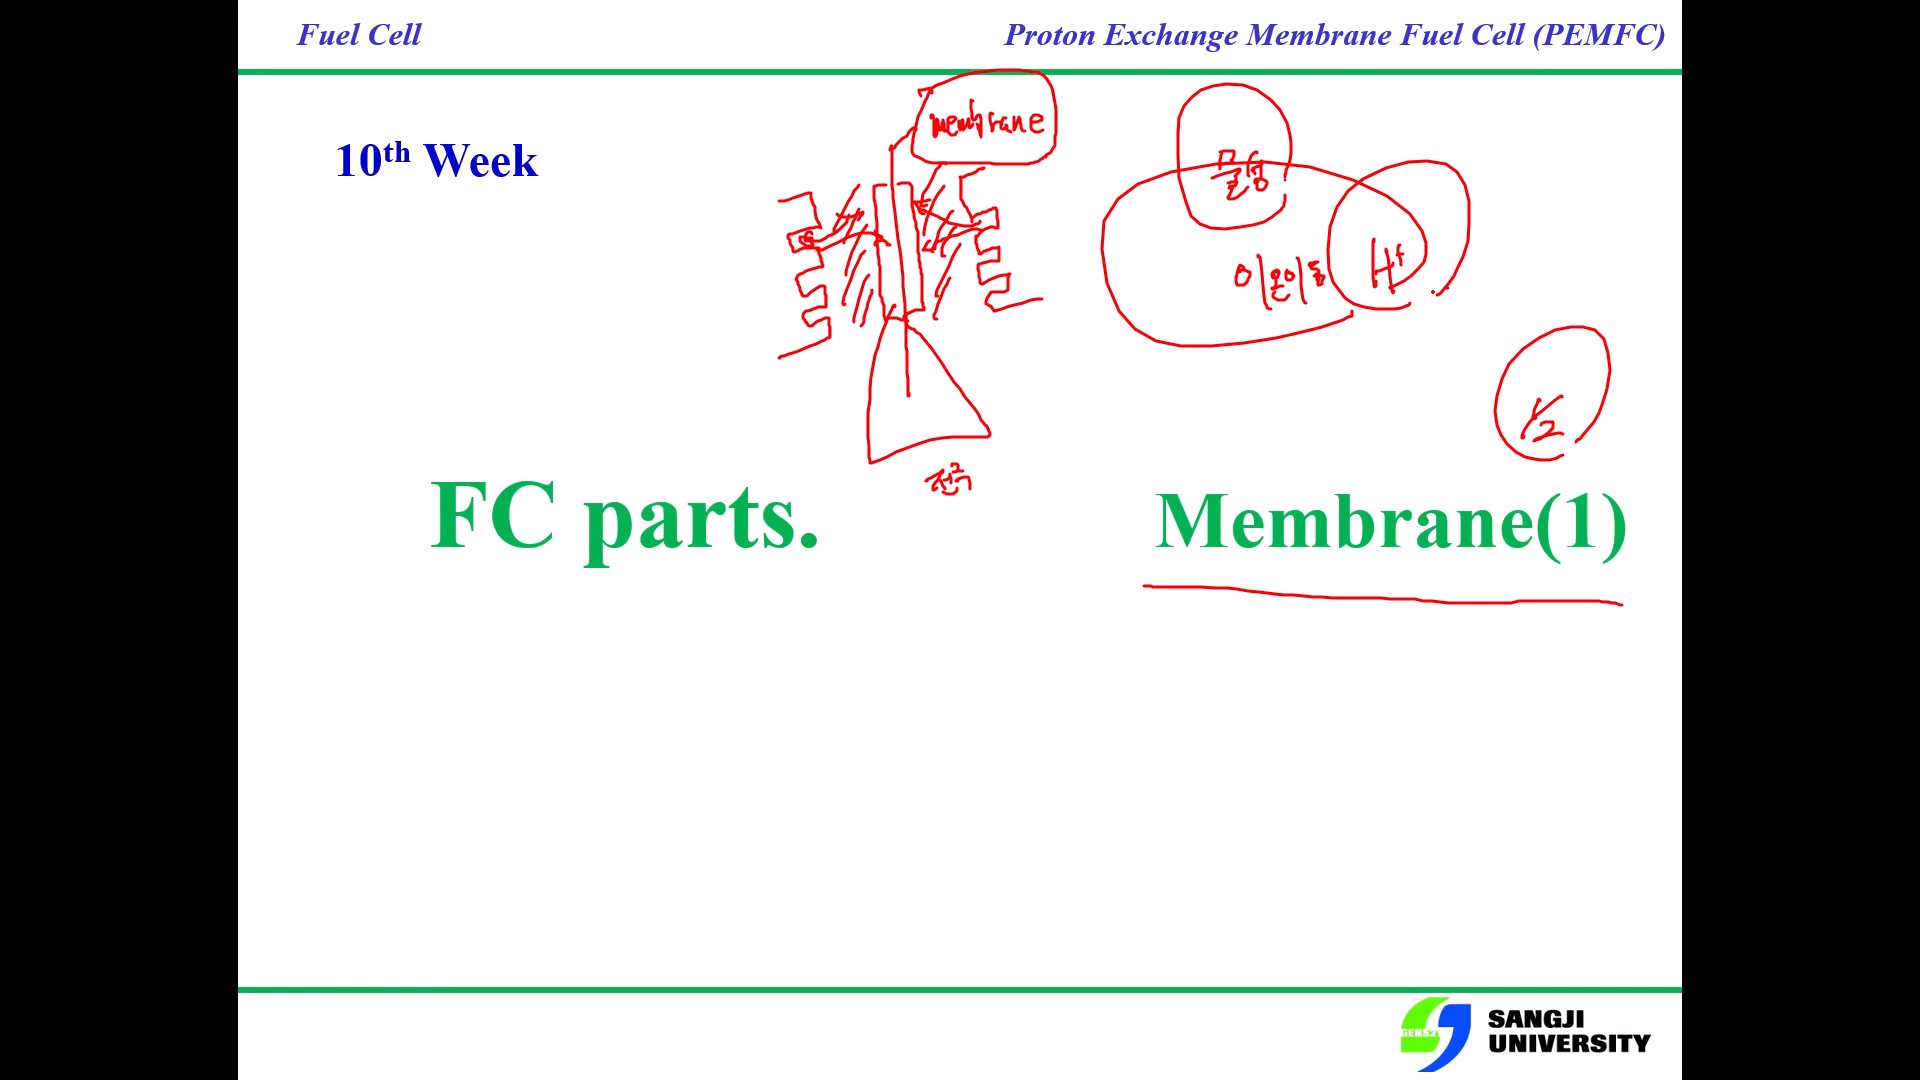 Fuel Cell
Proton Exchange Membrane Fuel Cell (PEMFC)
10th Week
membrane
물성
이온이동
H+
1/2
전극
FC parts.
Membrane(1)
SANGJI
UNIVERSITY